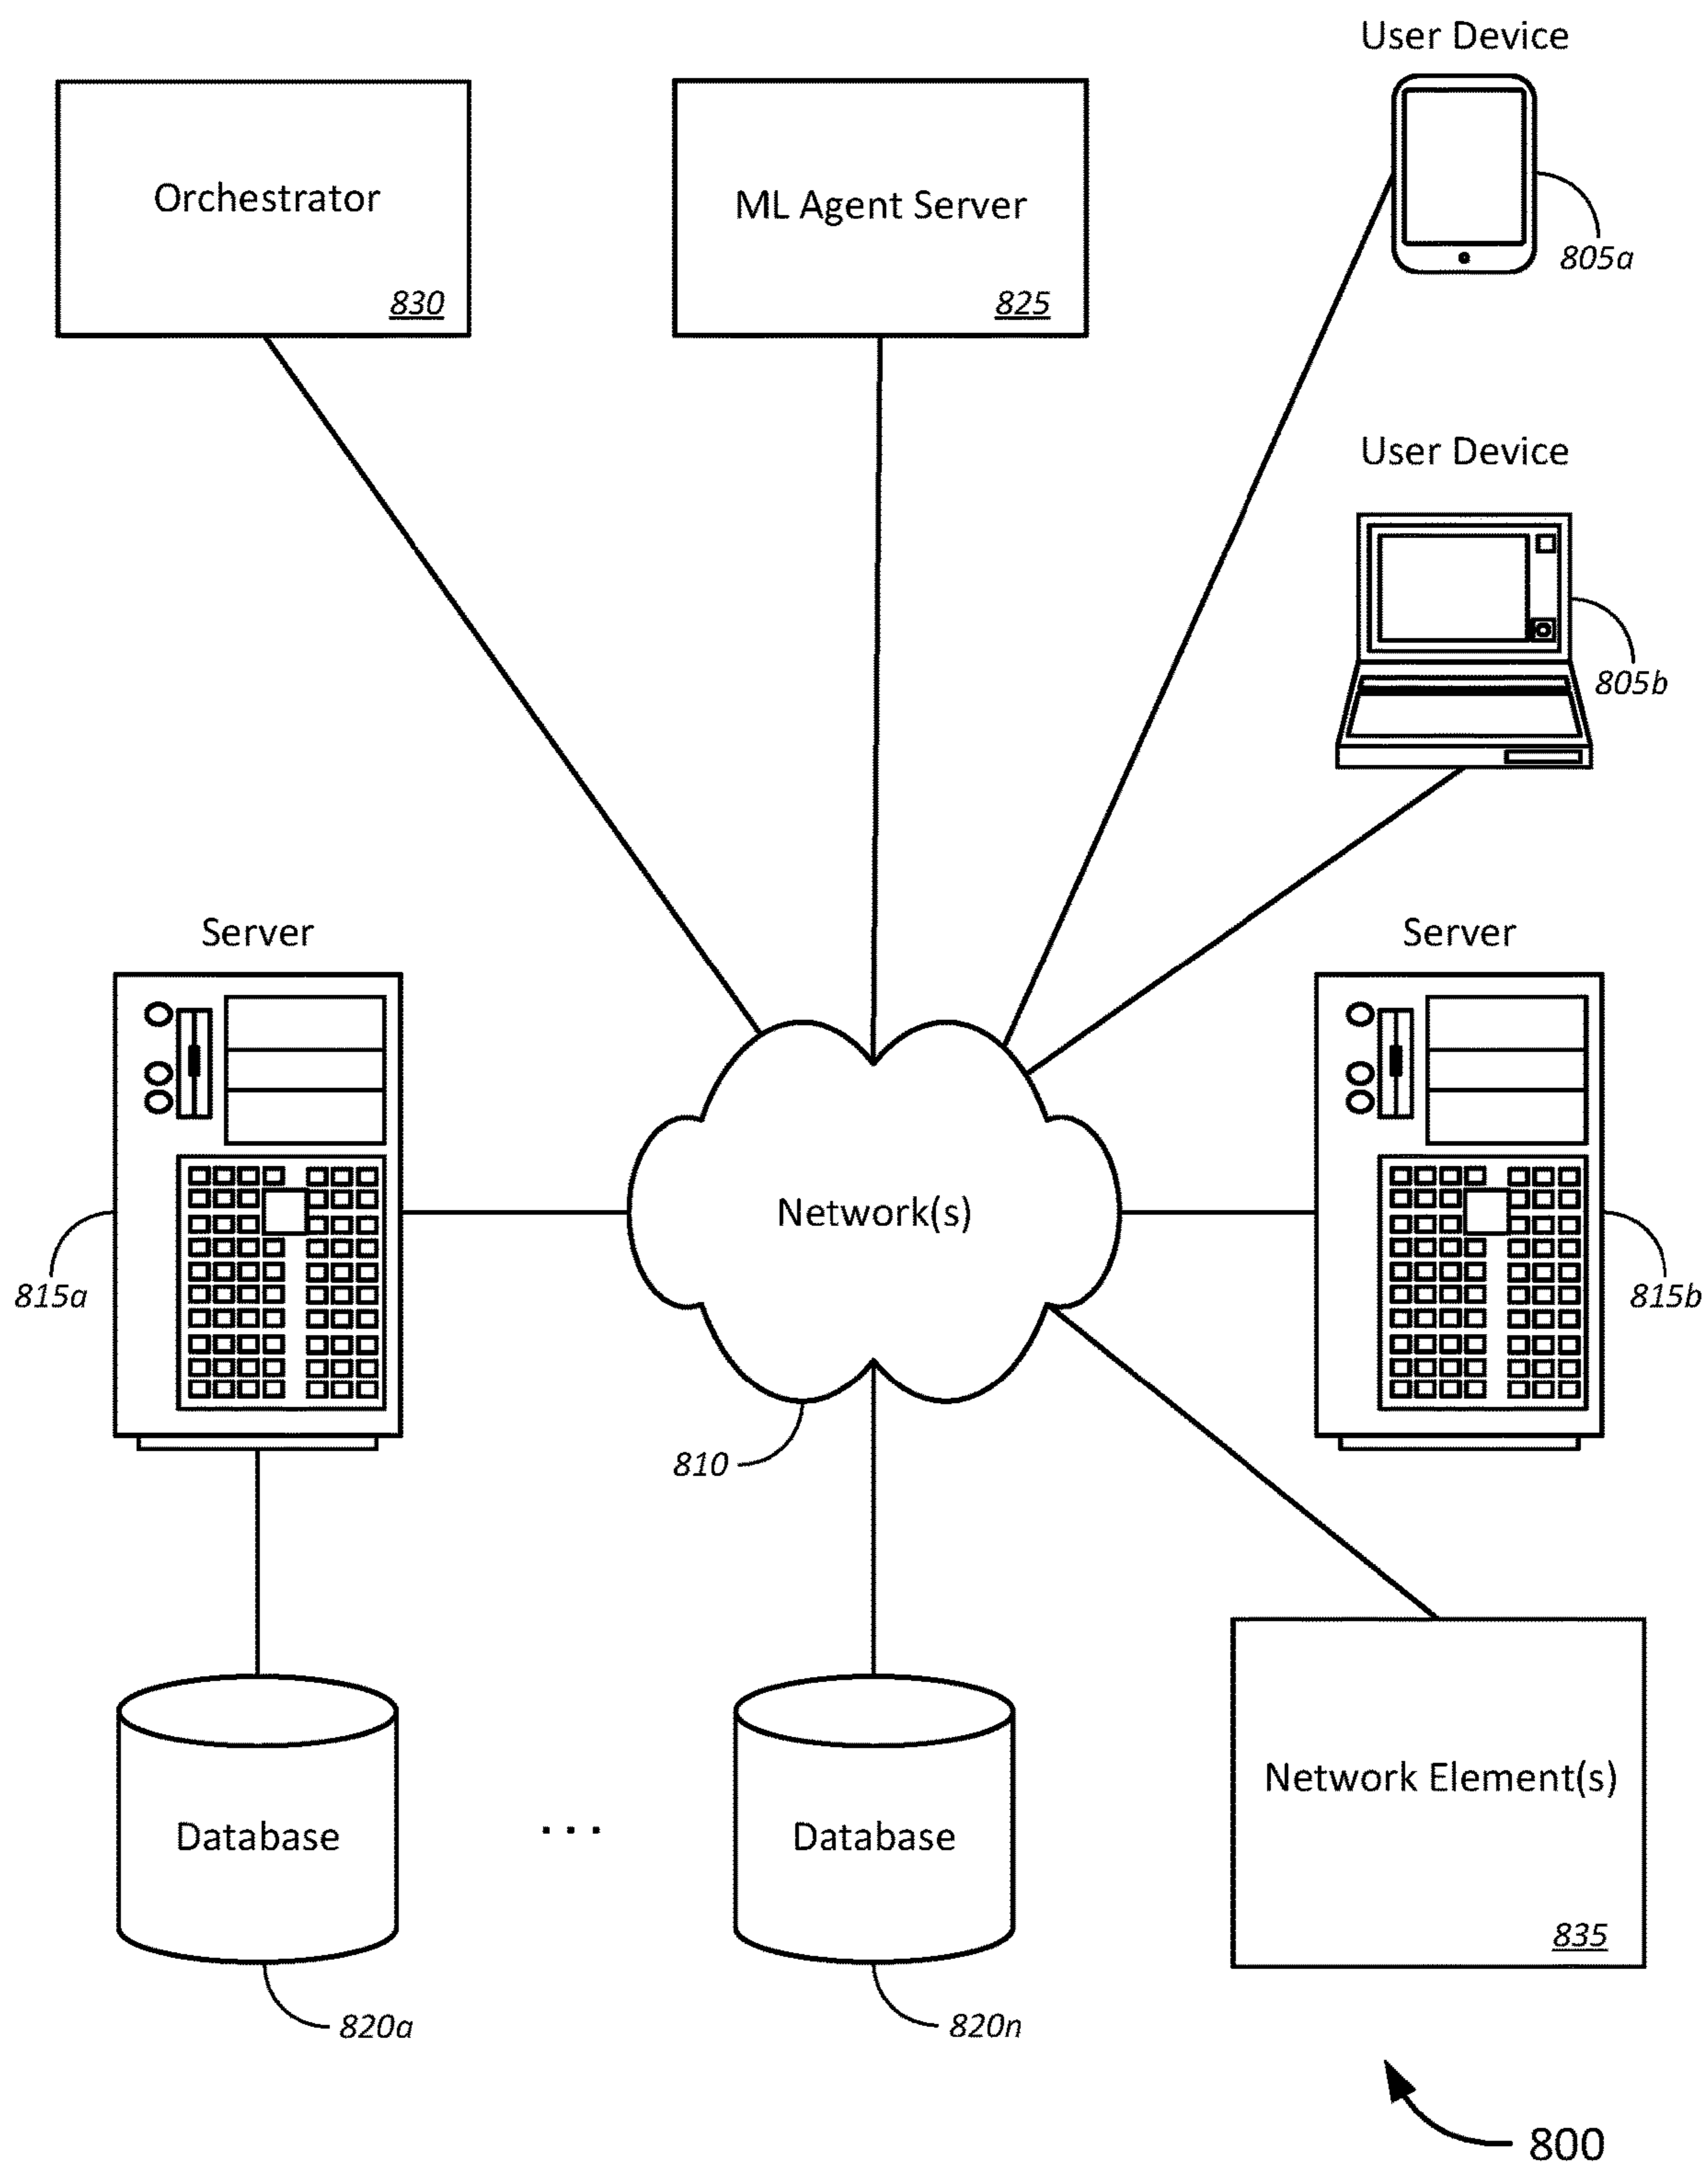 User Device
805a
Orchestrator
830
ML Agent Server
825
User Device
805b
Server
815a
Server
815b
Network(s)
810
Database
820a
...
Database
820n
Network Element(s)
835
800